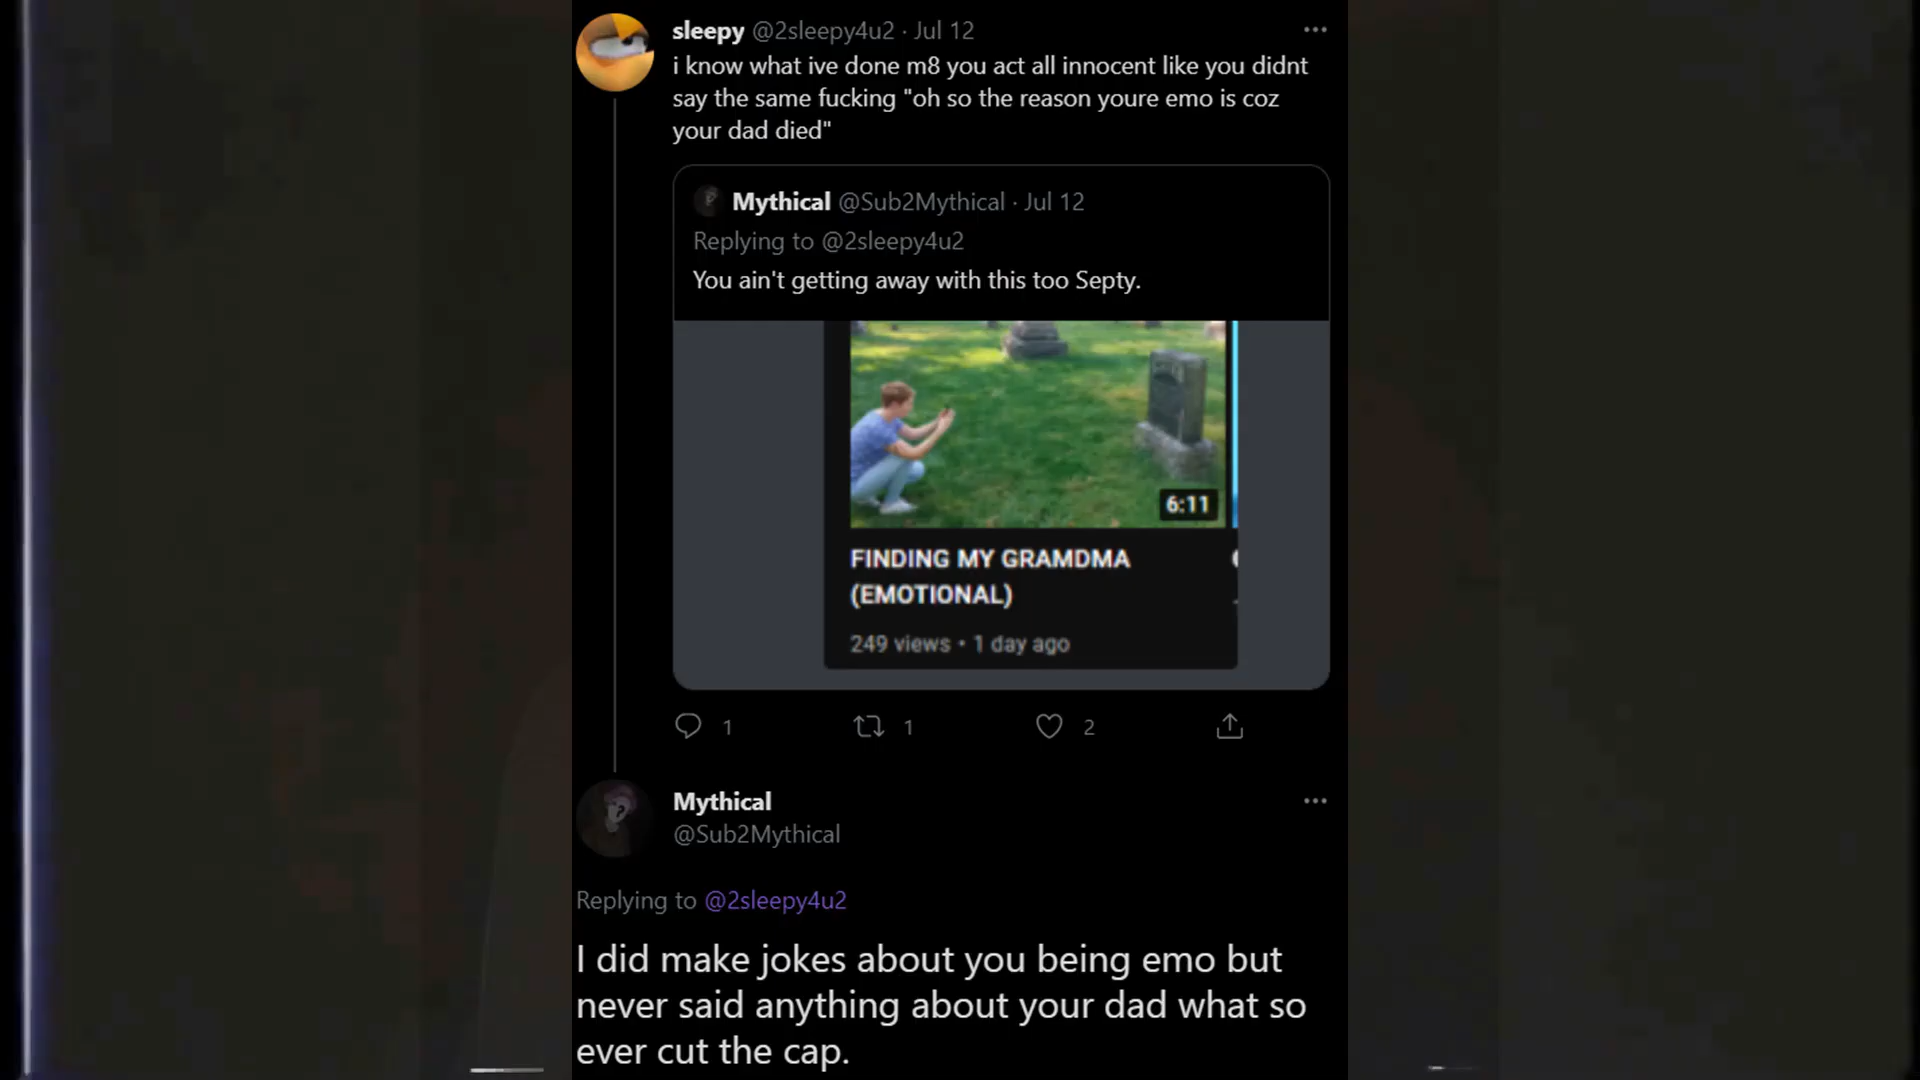 sleepy @2sleepy4u2 · Jul 12
i know what ive done m8 you act all innocent like you didnt
say the same fucking "oh so the reason youre emo is coz
your dad died"
Mythical @Sub2Mythical · Jul 12
Replying to @2sleepy4u2
You ain't getting away with this too Septy.
6:11
FINDING MY GRAMDMA
(EMOTIONAL)
249 views • 1 day ago
1 1 2
Mythical
@Sub2Mythical
Replying to @2sleepy4u2
I did make jokes about you being emo but
never said anything about your dad what so
ever cut the cap.